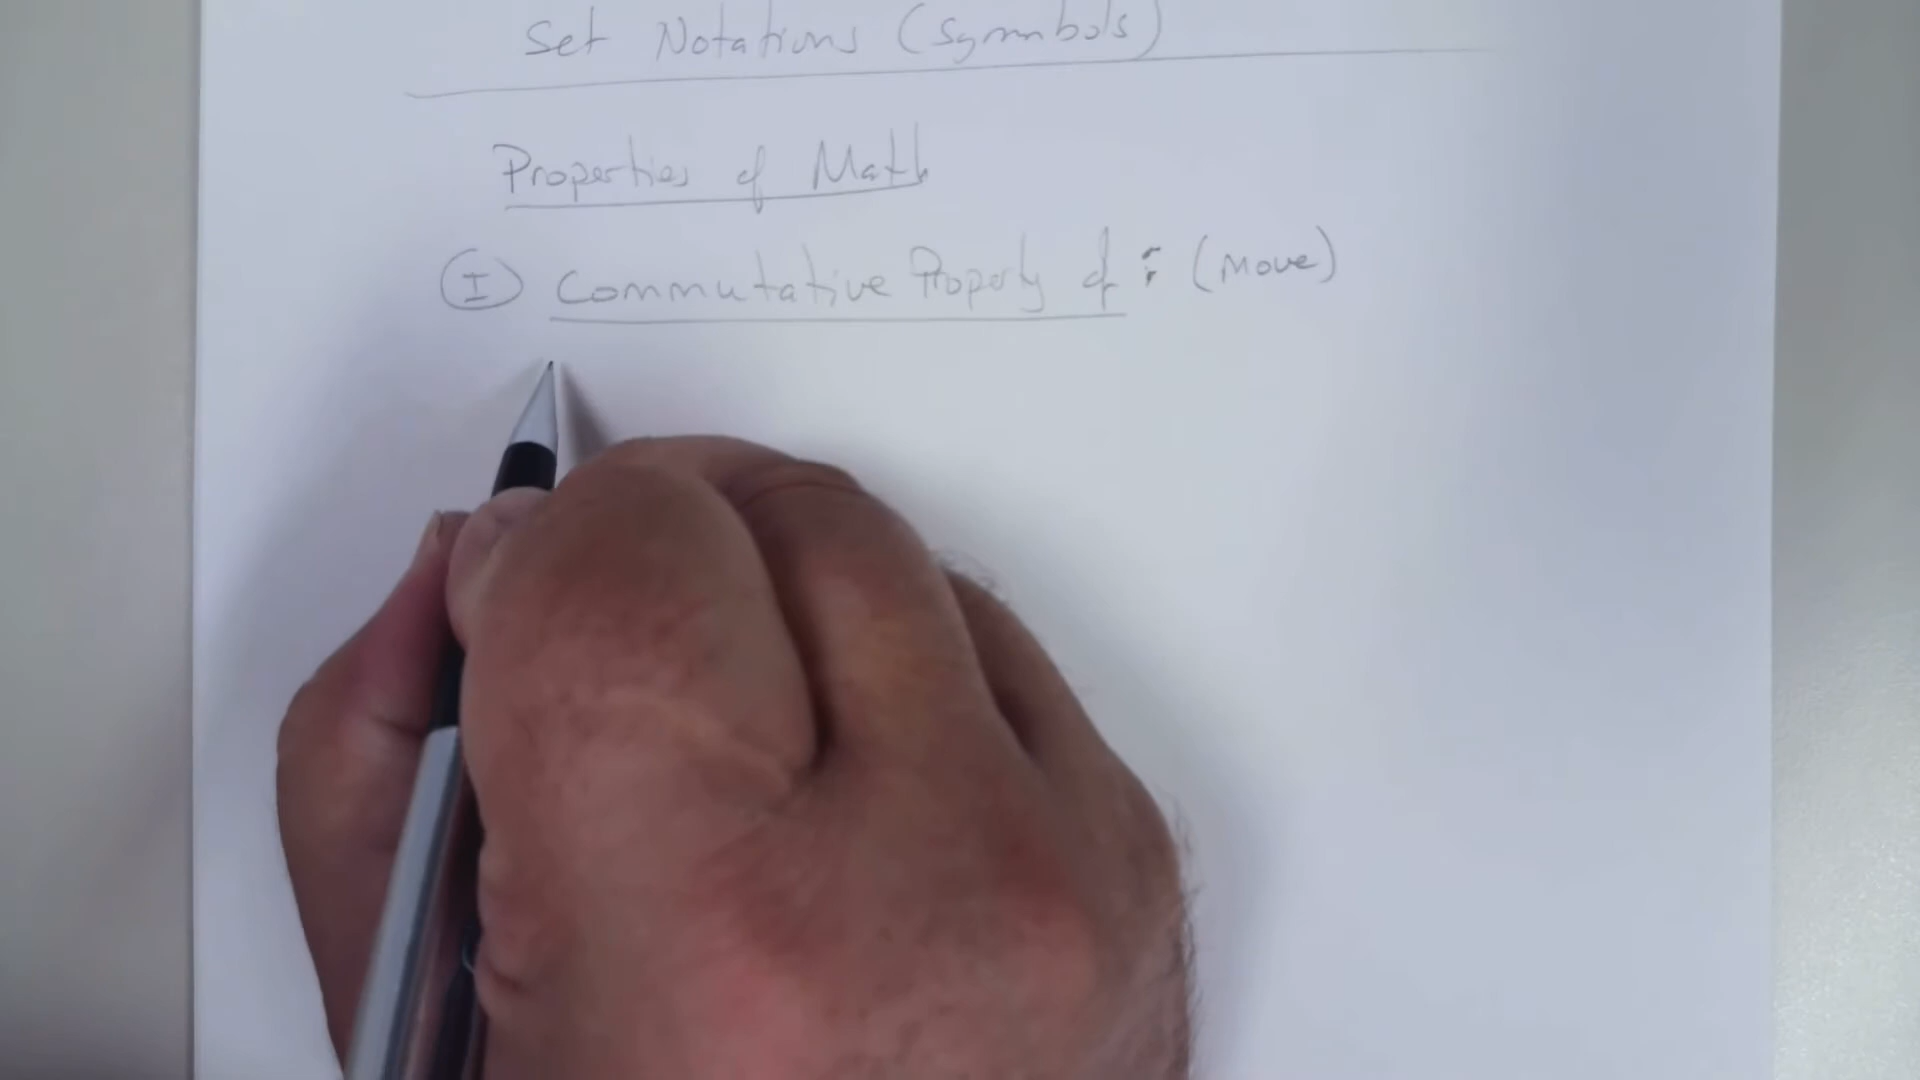 Set Notations (Symbols)
Properties of Math
I Commutative Property of : (Move)